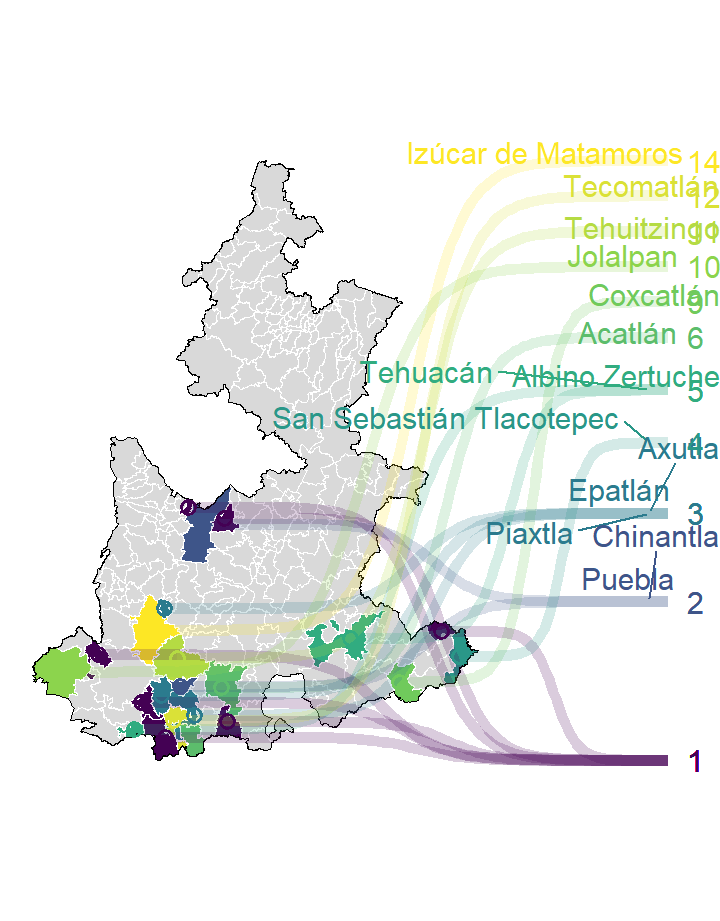 Izúcar de Matamoros 14
Tecomatlán 12
Tehuitzingo 11
Jolalpan 10
Coxcatlán 9
Acatlán 6
Tehuacán Albino Zertuche 5
San Sebastián Tlacotepec 4
Axutla
Epatlán
Piaxtla 3
Chinantla
Puebla 2
1